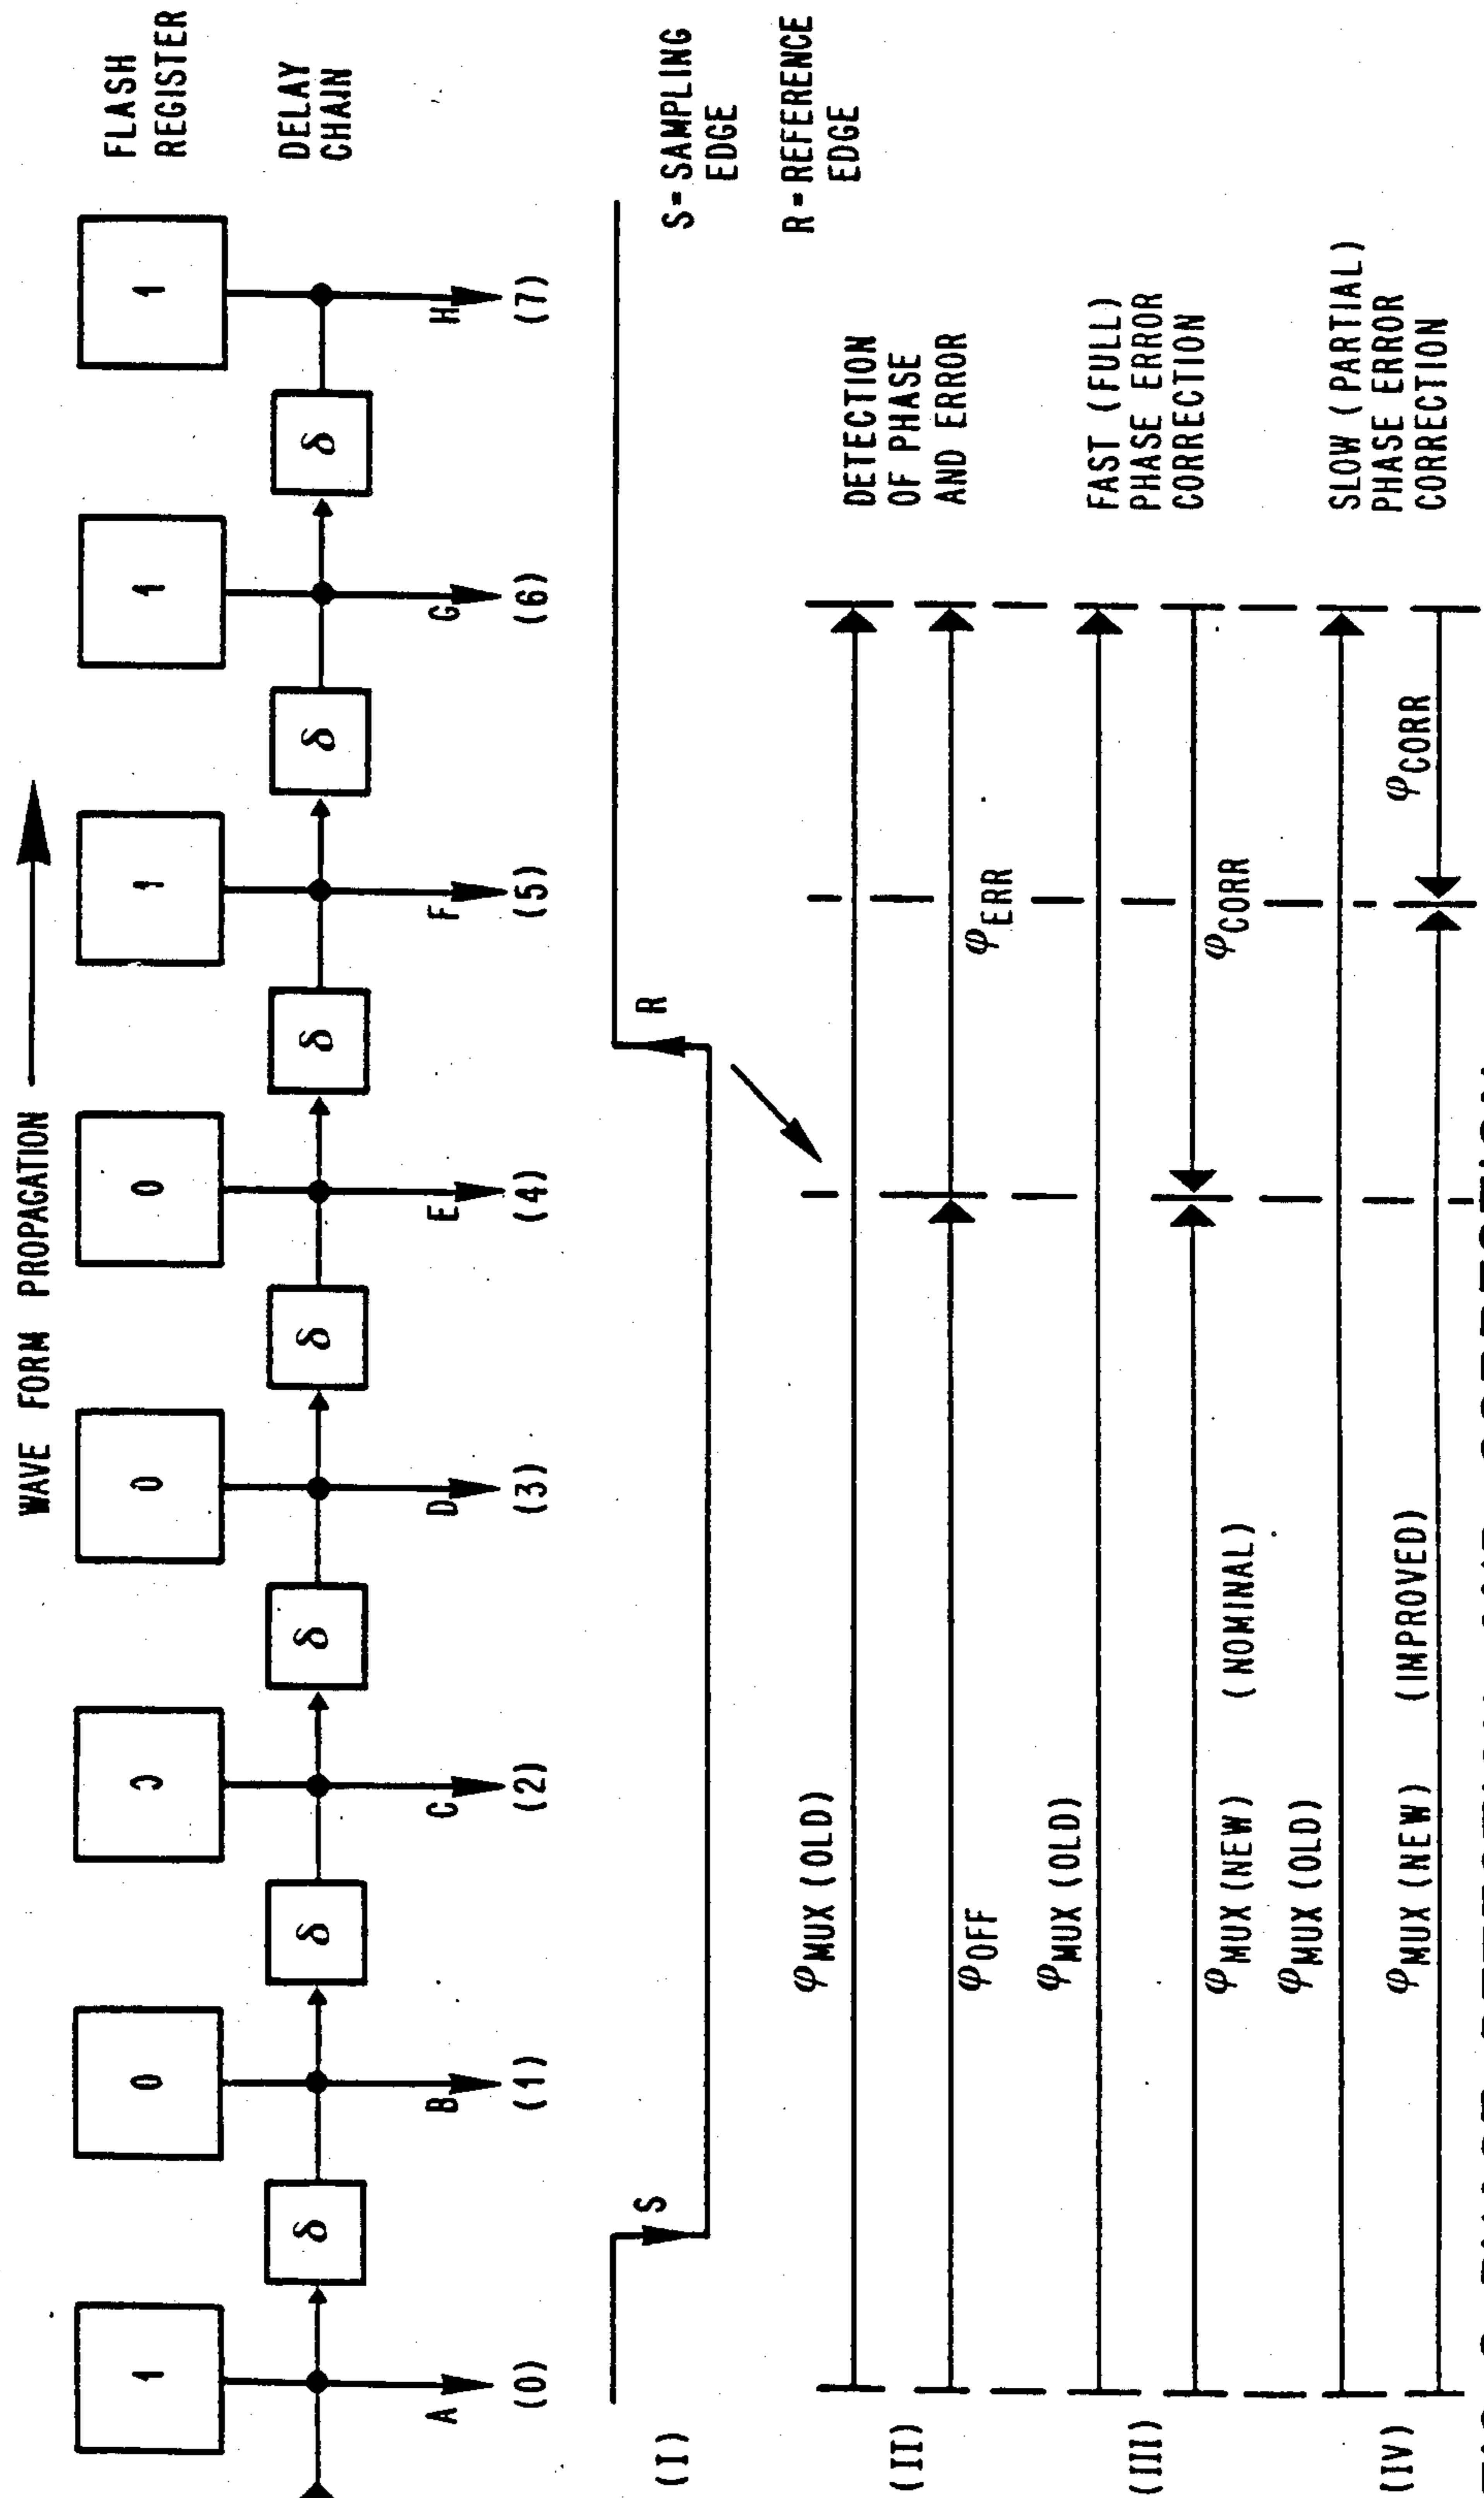 WAVE FORM PROPAGATION
1 0 0 0 0 1 1 1
FLASH
REGISTER
δ δ δ δ δ δ δ
DELAY
CHAIN
A B C D E F G H
(0) (1) (2) (3) (4) (5) (6) (7)
(I)
S
R
S=SAMPLING
EDGE
R=REFERENCE
EDGE
(II)
φMUX(OLD)
φOFF
φERR
DETECTION
OF PHASE
AND ERROR
(III)
φMUX(OLD)
φMUX(NEW) (NOMINAL)
φCORR
FAST (FULL)
PHASE ERROR
CORRECTION
(IV)
φMUX(OLD)
φMUX(NEW) (IMPROVED)
φCORR
SLOW (PARTIAL)
PHASE ERROR
CORRECTION